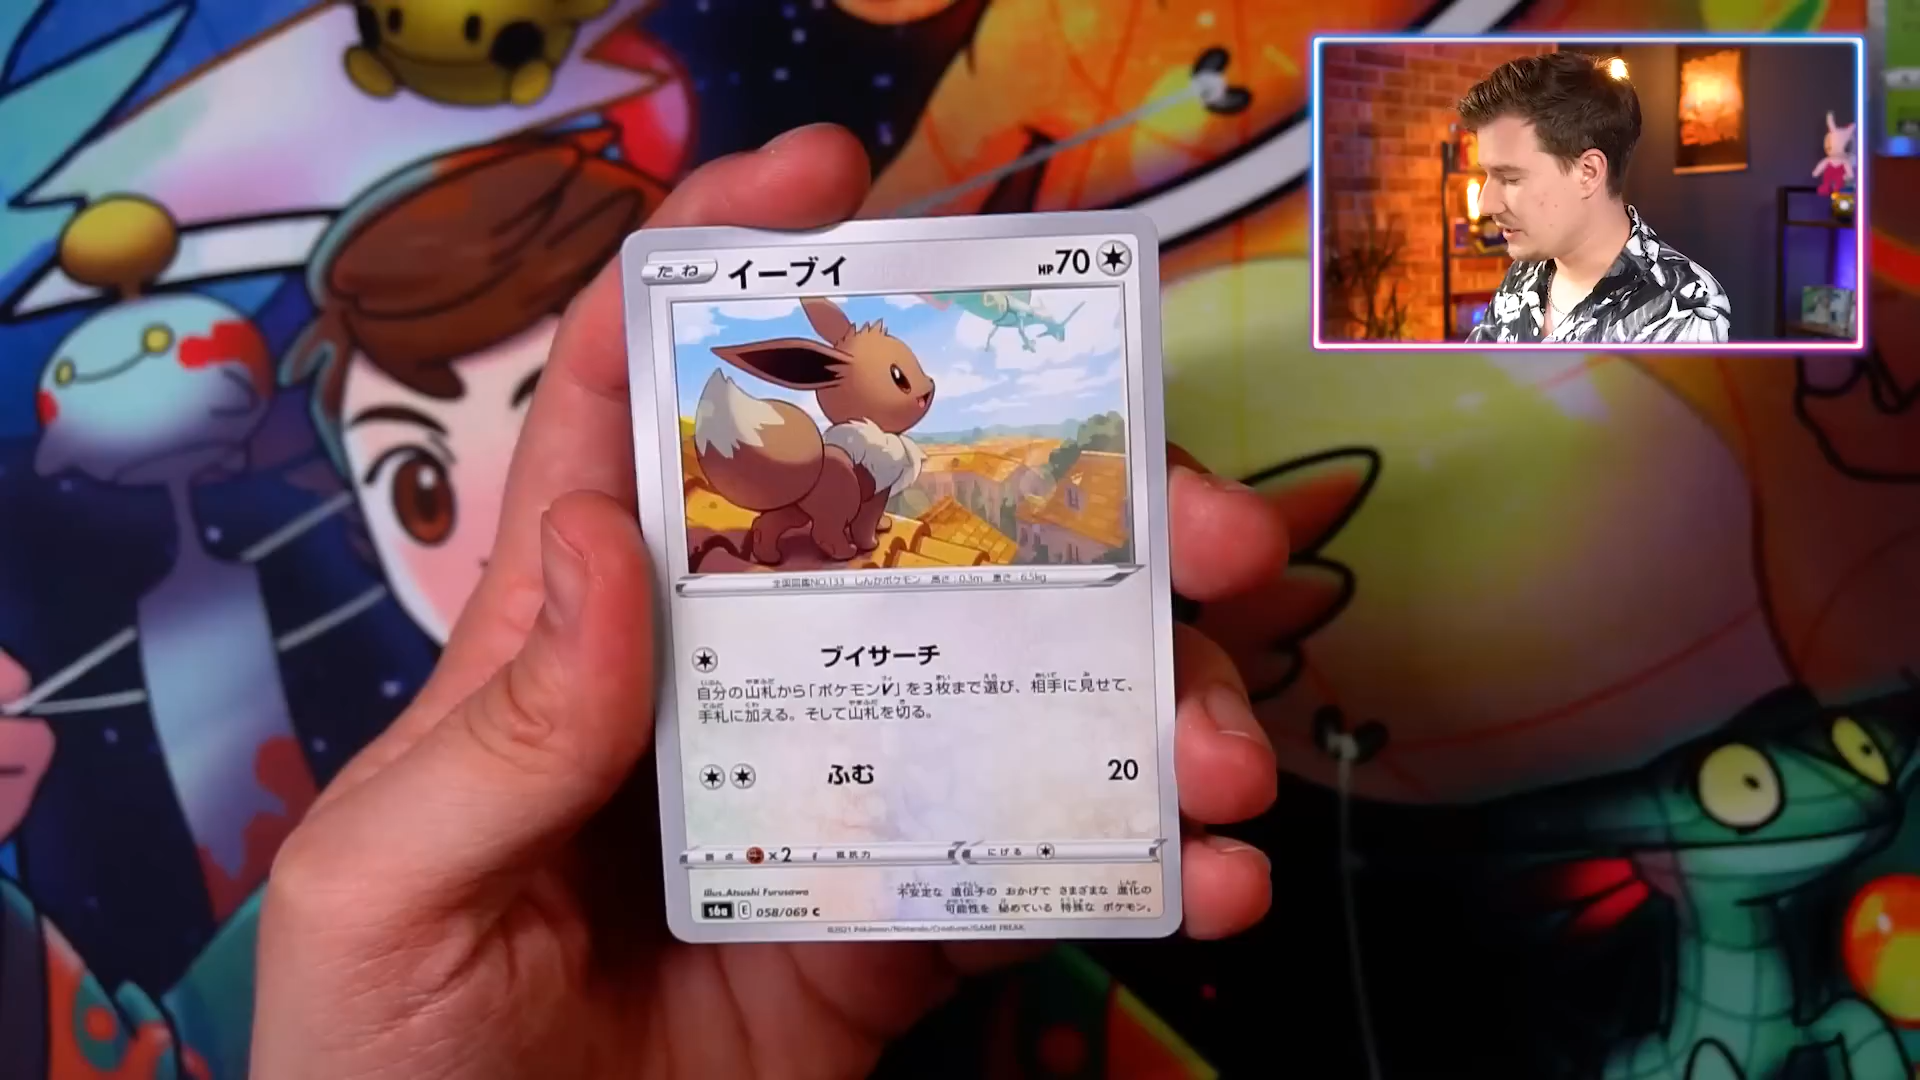 たね イーブイ HP70
全国図鑑NO.133 しんかポケモン 高さ:0.3m 重さ:6.5kg
ブイサーチ
自分の山札から「ポケモンV」を3枚まで選び、相手に見せて、
手札に加える。そして山札を切る。
ふむ 20
弱点 ×2 抵抗力 にげる
illus.Atsushi Furusawa
不安定な 遺伝子の おかげで さまざまな 進化の
可能性を 秘めている 特殊な ポケモン。
s6a E 058/069 C
©2021 Pokémon/Nintendo/Creatures/GAME FREAK